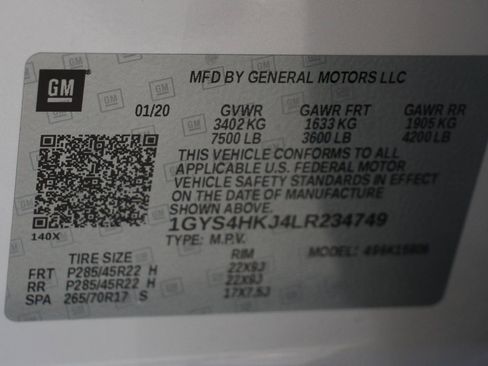 GM
MFD BY GENERAL MOTORS LLC
01/20 GVWR GAWR FRT GAWR RR
3402 KG 1633 KG 1905 KG
7500 LB 3600 LB 4200 LB
THIS VEHICLE CONFORMS TO ALL
APPLICABLE U.S. FEDERAL MOTOR
VEHICLE SAFETY STANDARDS IN EFFECT
ON THE DATE OF MANUFACTURE
SHOWN ABOVE.
1GYS4HKJ4LR234749
140X TYPE: M.P.V. MODEL:
TIRE SIZE RIM
FRT P285/45R22 H 22X9J
RR P285/45R22 H 22X9J
SPA 265/70R17 S 17X7.5J